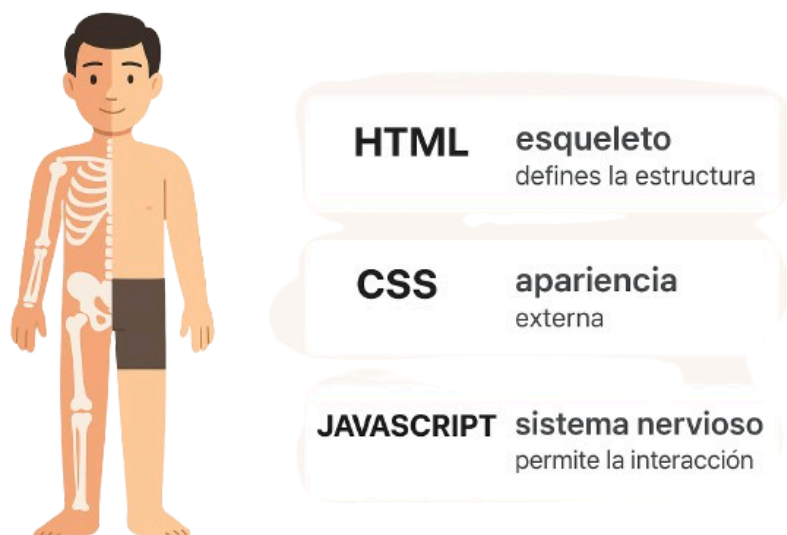 HTML esqueleto
defines la estructura
CSS apariencia
externa
JAVASCRIPT sistema nervioso
permite la interacción